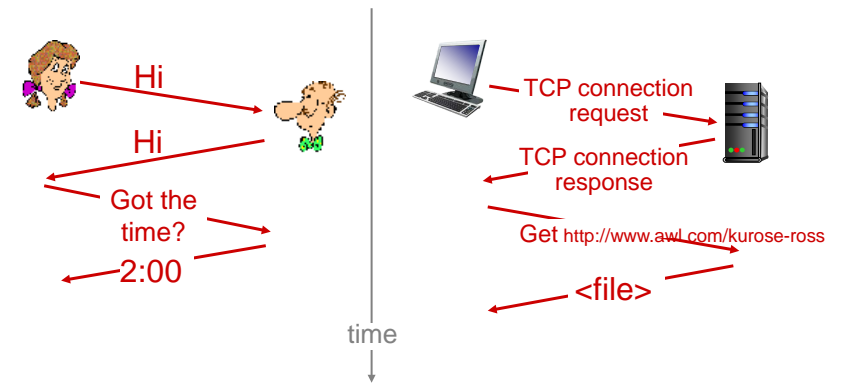 Hi
Hi
Got the
time?
2:00
TCP connection
request
TCP connection
response
Get http://www.awl.com/kurose-ross
<file>
time